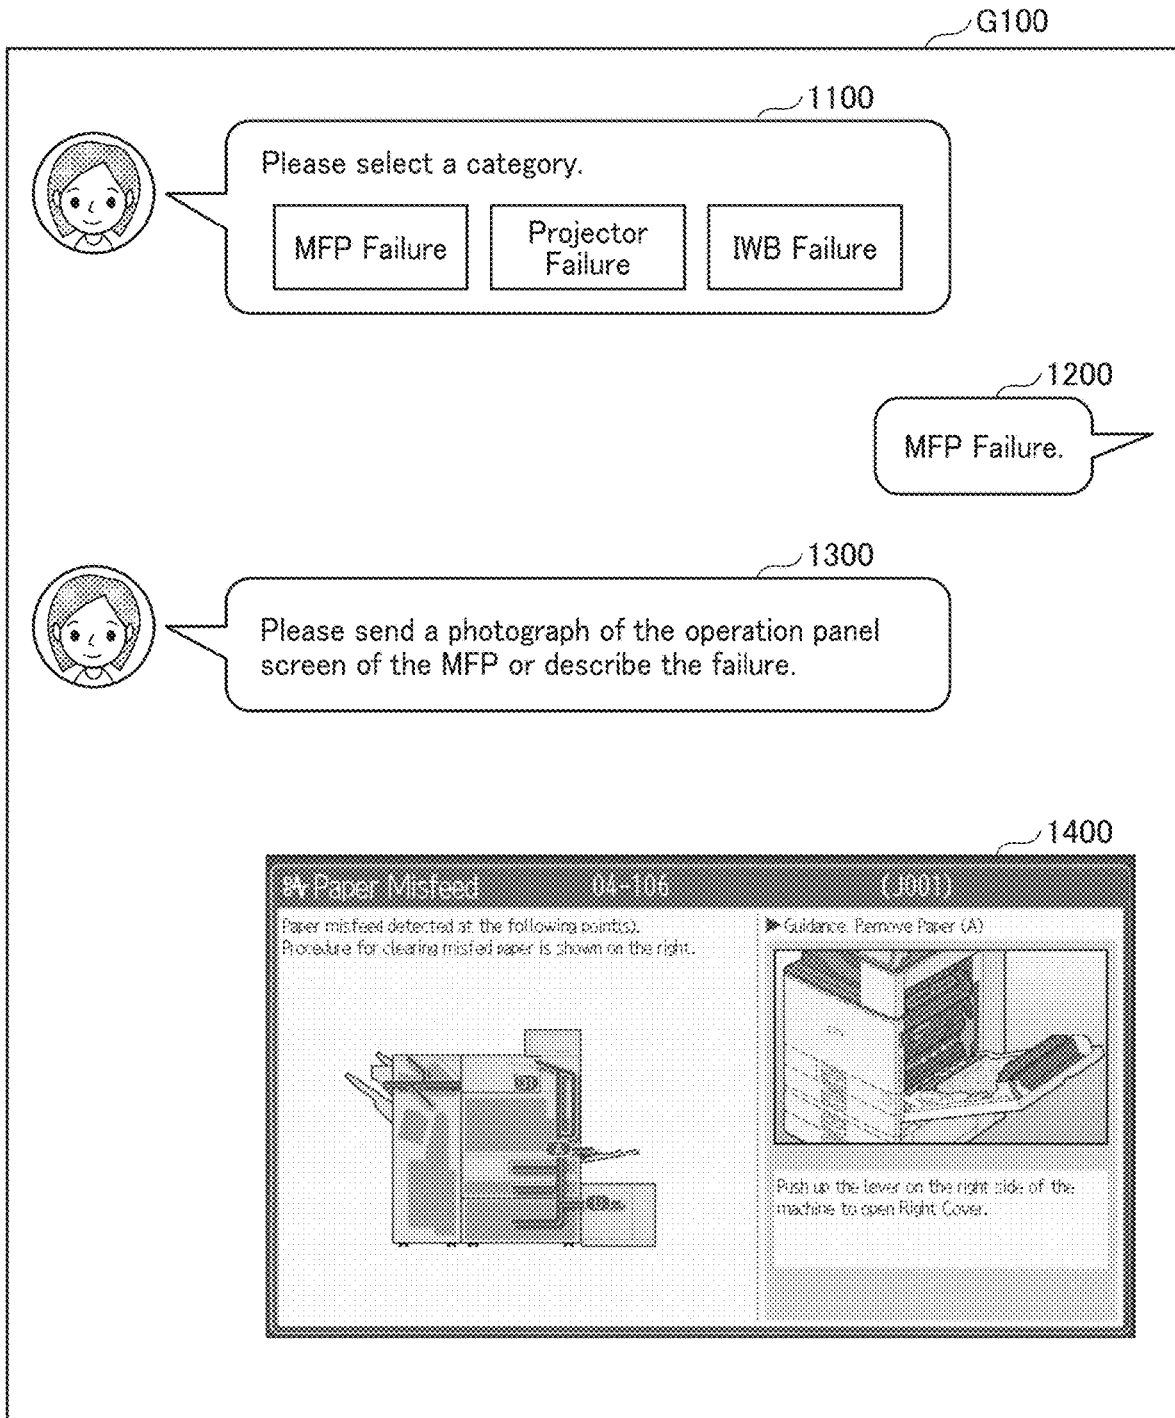 G100
1100
Please select a category.
MFP Failure
Projector
Failure
IWB Failure
1200
MFP Failure.
1300
Please send a photograph of the operation panel
screen of the MFP or describe the failure.
1400
Paper Misfeed 04-106 (J001)
Paper misfeed detected at the following point(s).
Procedure for clearing misfed paper is shown on the right.
▶ Guidance: Remove Paper (A)
Push up the lever on the right side of the
machine to open Right Cover.